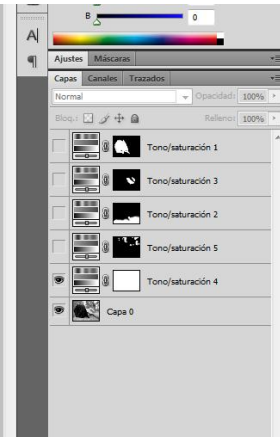 B 0
A
¶
Ajustes Máscaras
Capas Canales Trazados
Normal Opacidad: 100%
Bloq.: Relleno: 100%
Tono/saturación 1
Tono/saturación 3
Tono/saturación 2
Tono/saturación 5
Tono/saturación 4
Capa 0